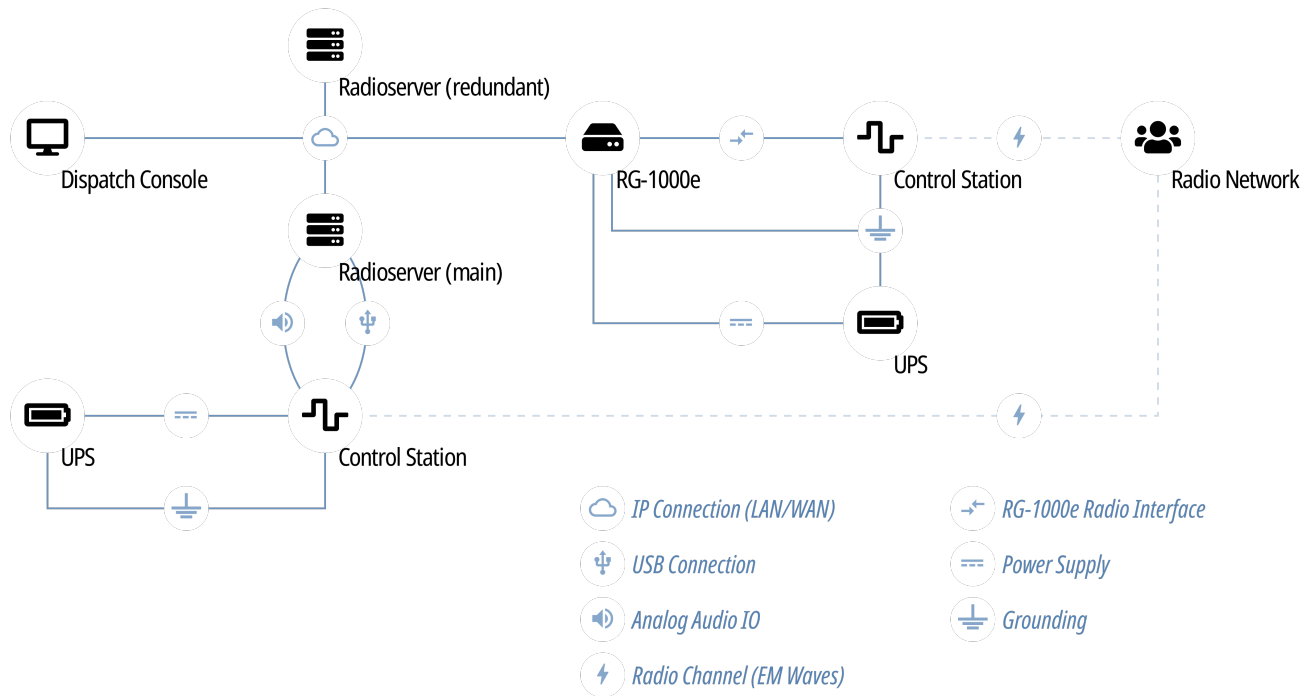 Radioserver (redundant)
Dispatch Console
RG-1000e
Control Station
Radio Network
Radioserver (main)
UPS
UPS
Control Station
IP Connection (LAN/WAN)
RG-1000e Radio Interface
USB Connection
Power Supply
Analog Audio IO
Grounding
Radio Channel (EM Waves)